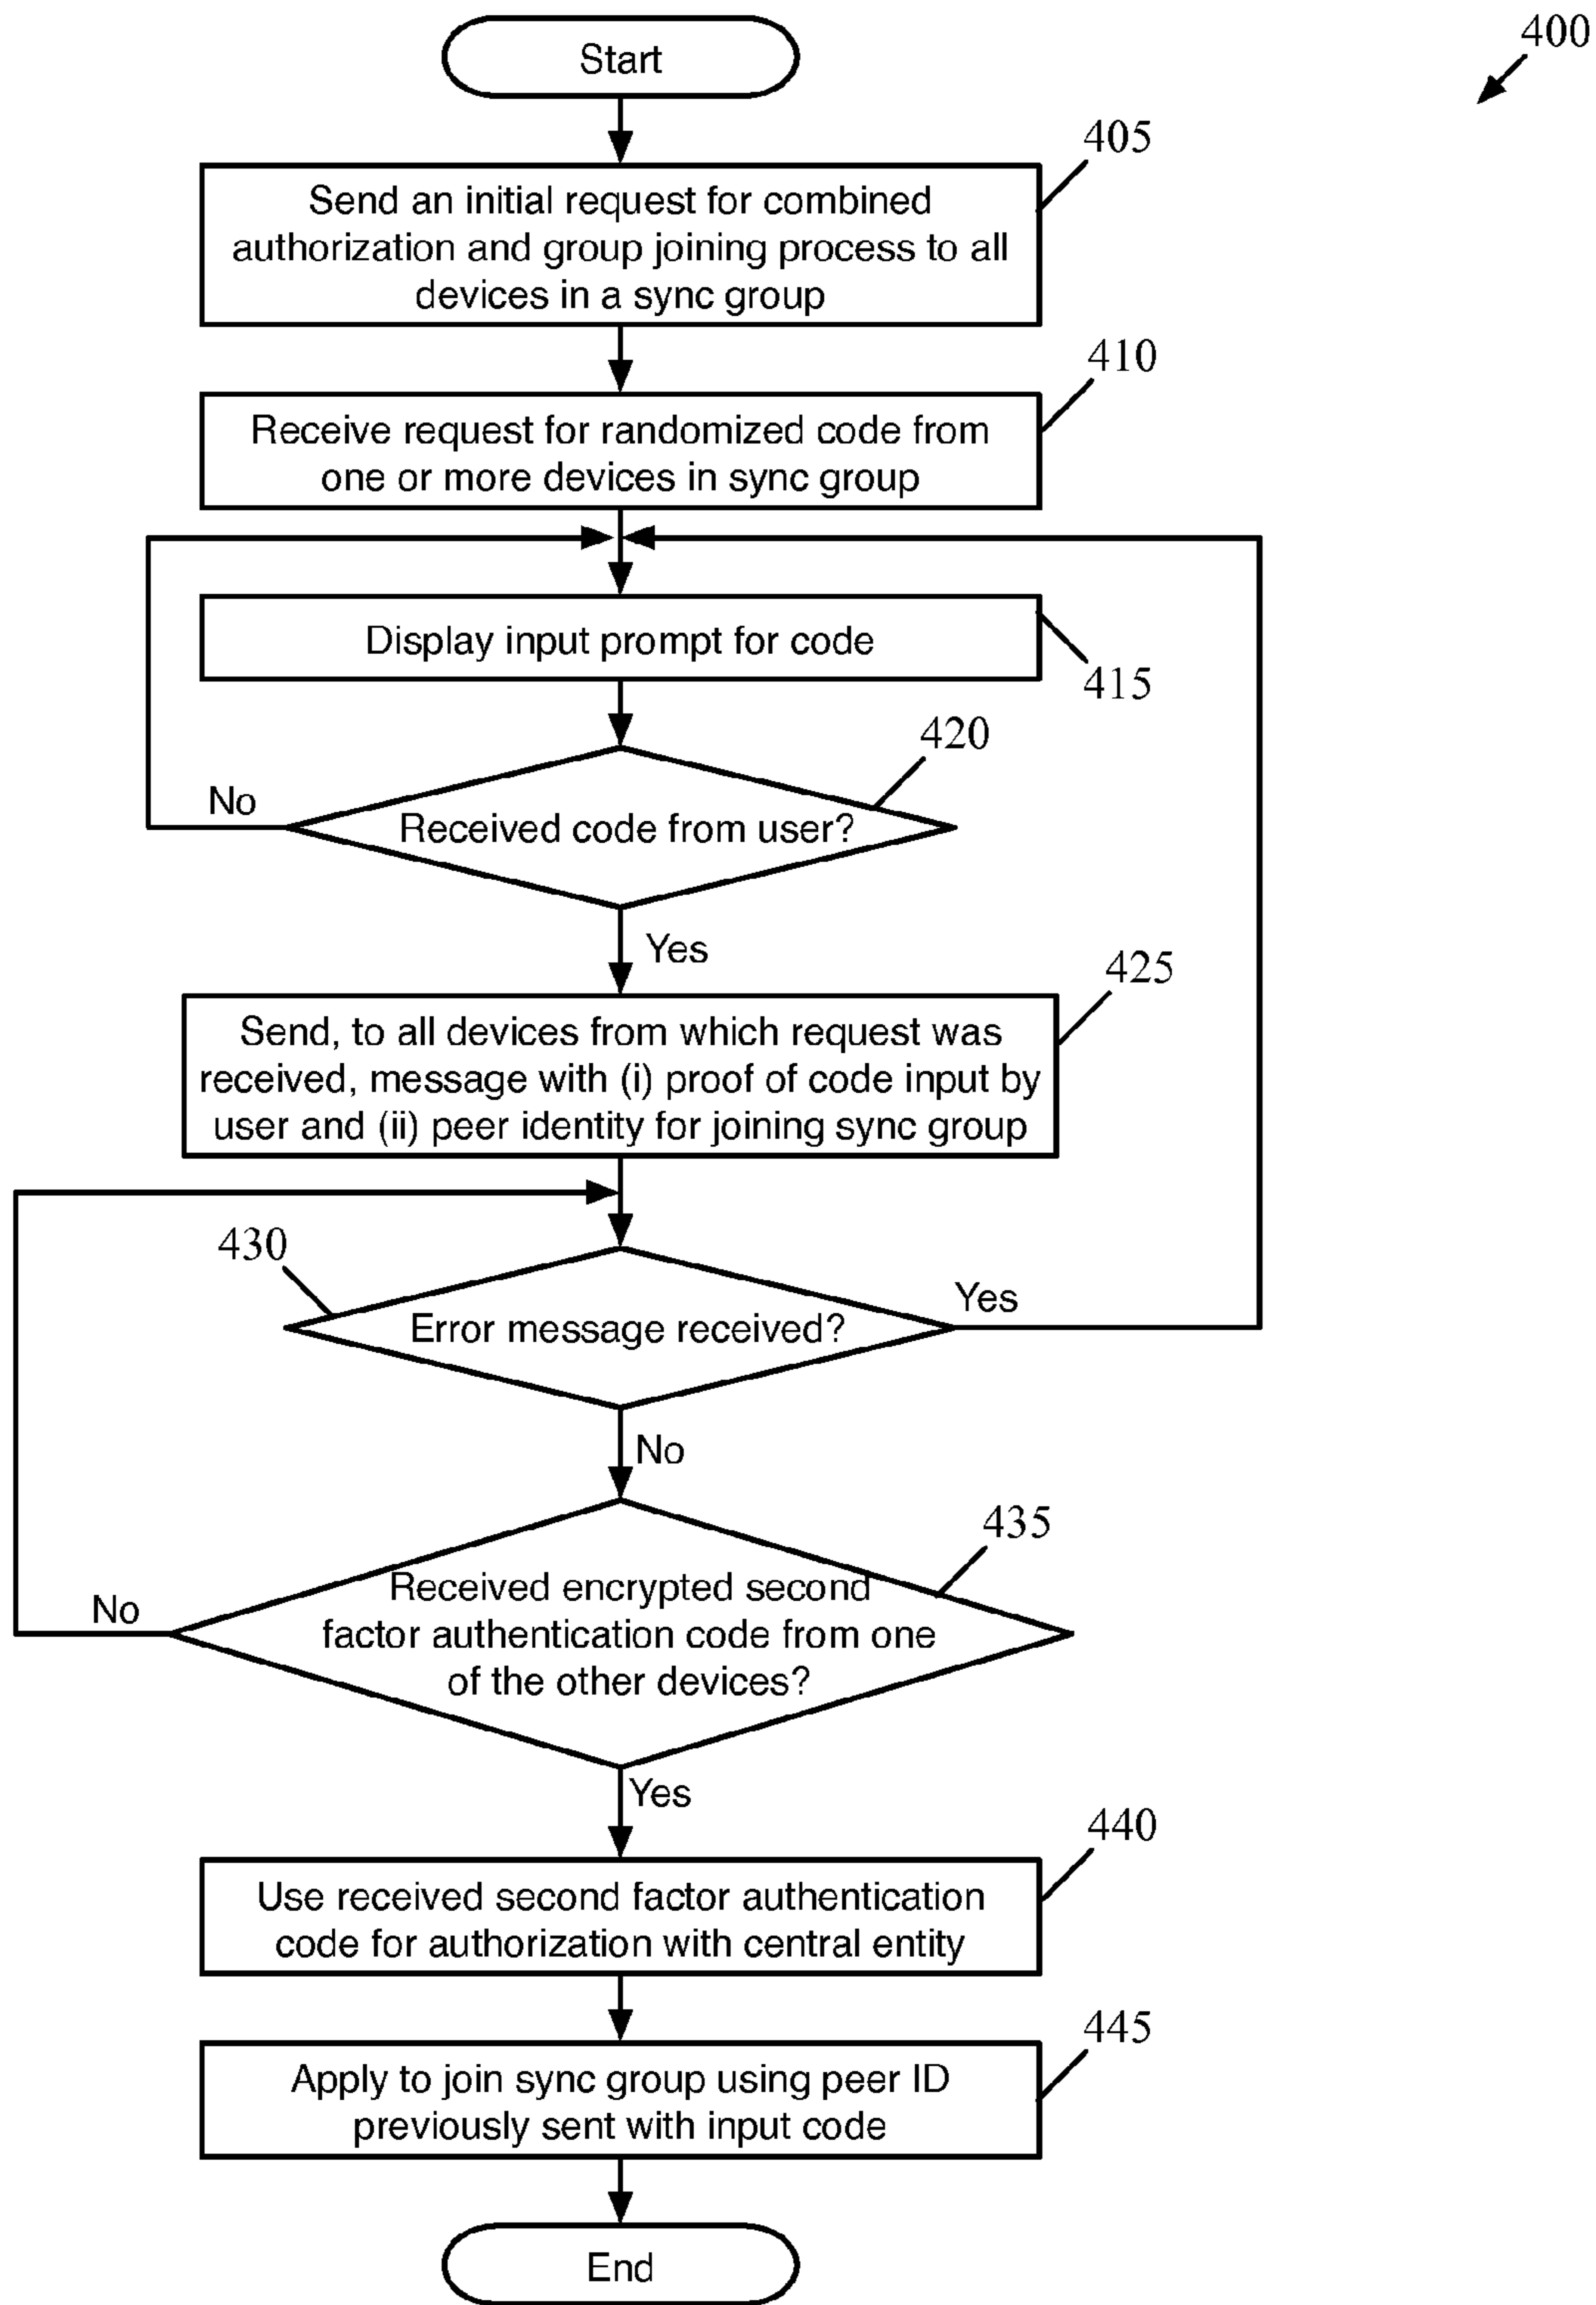 400
Start
405
Send an initial request for combined
authorization and group joining process to all
devices in a sync group
410
Receive request for randomized code from
one or more devices in sync group
Display input prompt for code
415
420
No
Received code from user?
Yes
425
Send, to all devices from which request was
received, message with (i) proof of code input by
user and (ii) peer identity for joining sync group
430
Yes
Error message received?
No
435
Received encrypted second
No
factor authentication code from one
of the other devices?
Yes
440
Use received second factor authentication
code for authorization with central entity
445
Apply to join sync group using peer ID
previously sent with input code
End